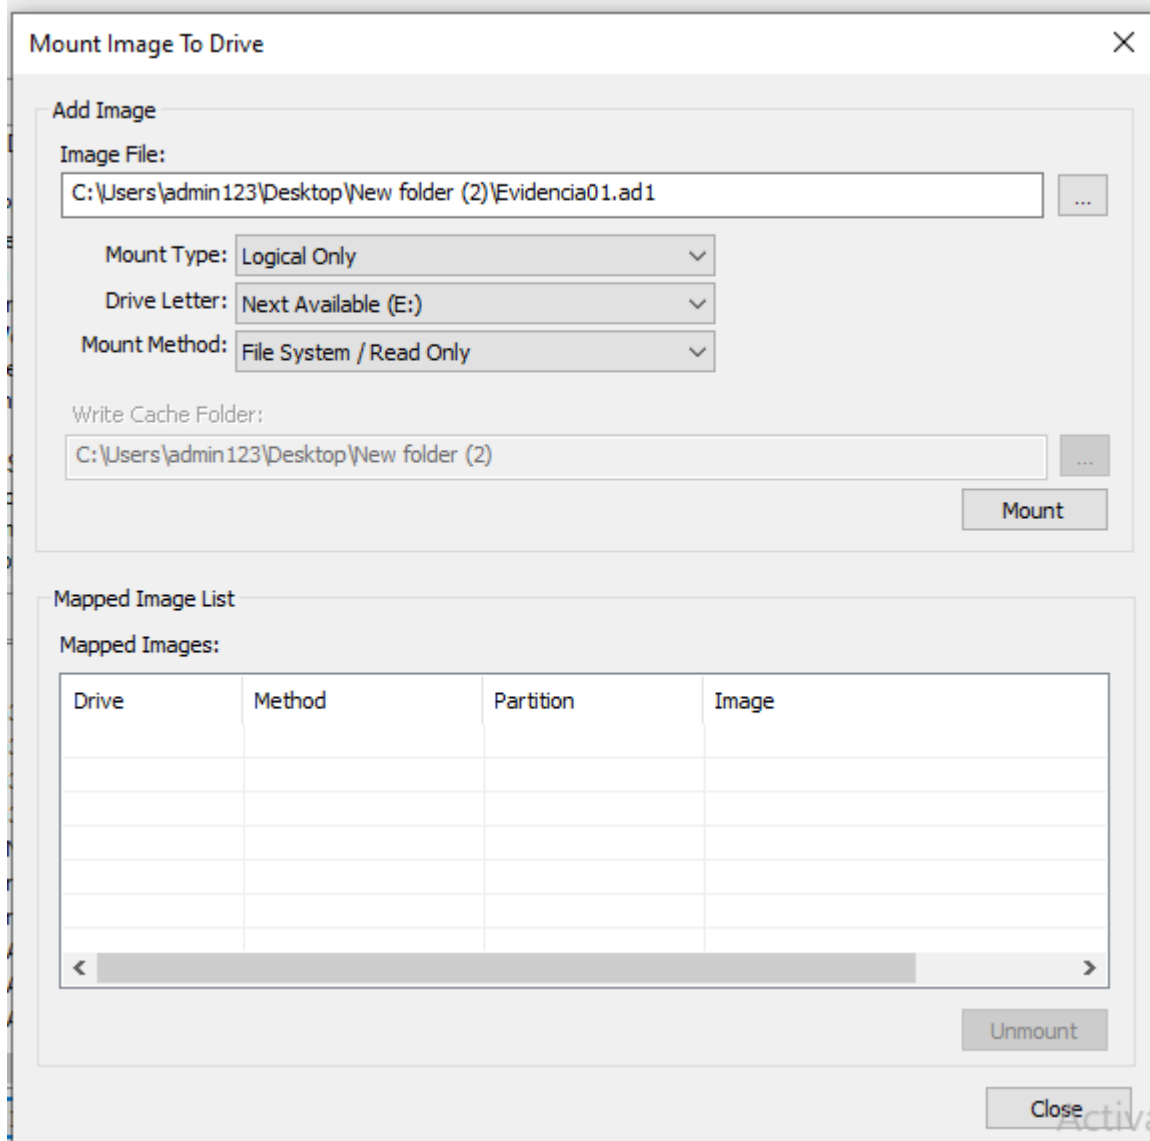 Mount Image To Drive
Add Image
Image File:
C:\Users\admin123\Desktop\New folder (2)\Evidencia01.ad1
...
Mount Type: Logical Only
Drive Letter: Next Available (E:)
Mount Method: File System / Read Only
Write Cache Folder:
C:\Users\admin123\Desktop\New folder (2)
...
Mount
Mapped Image List
Mapped Images:
Drive Method Partition Image
Unmount
Close